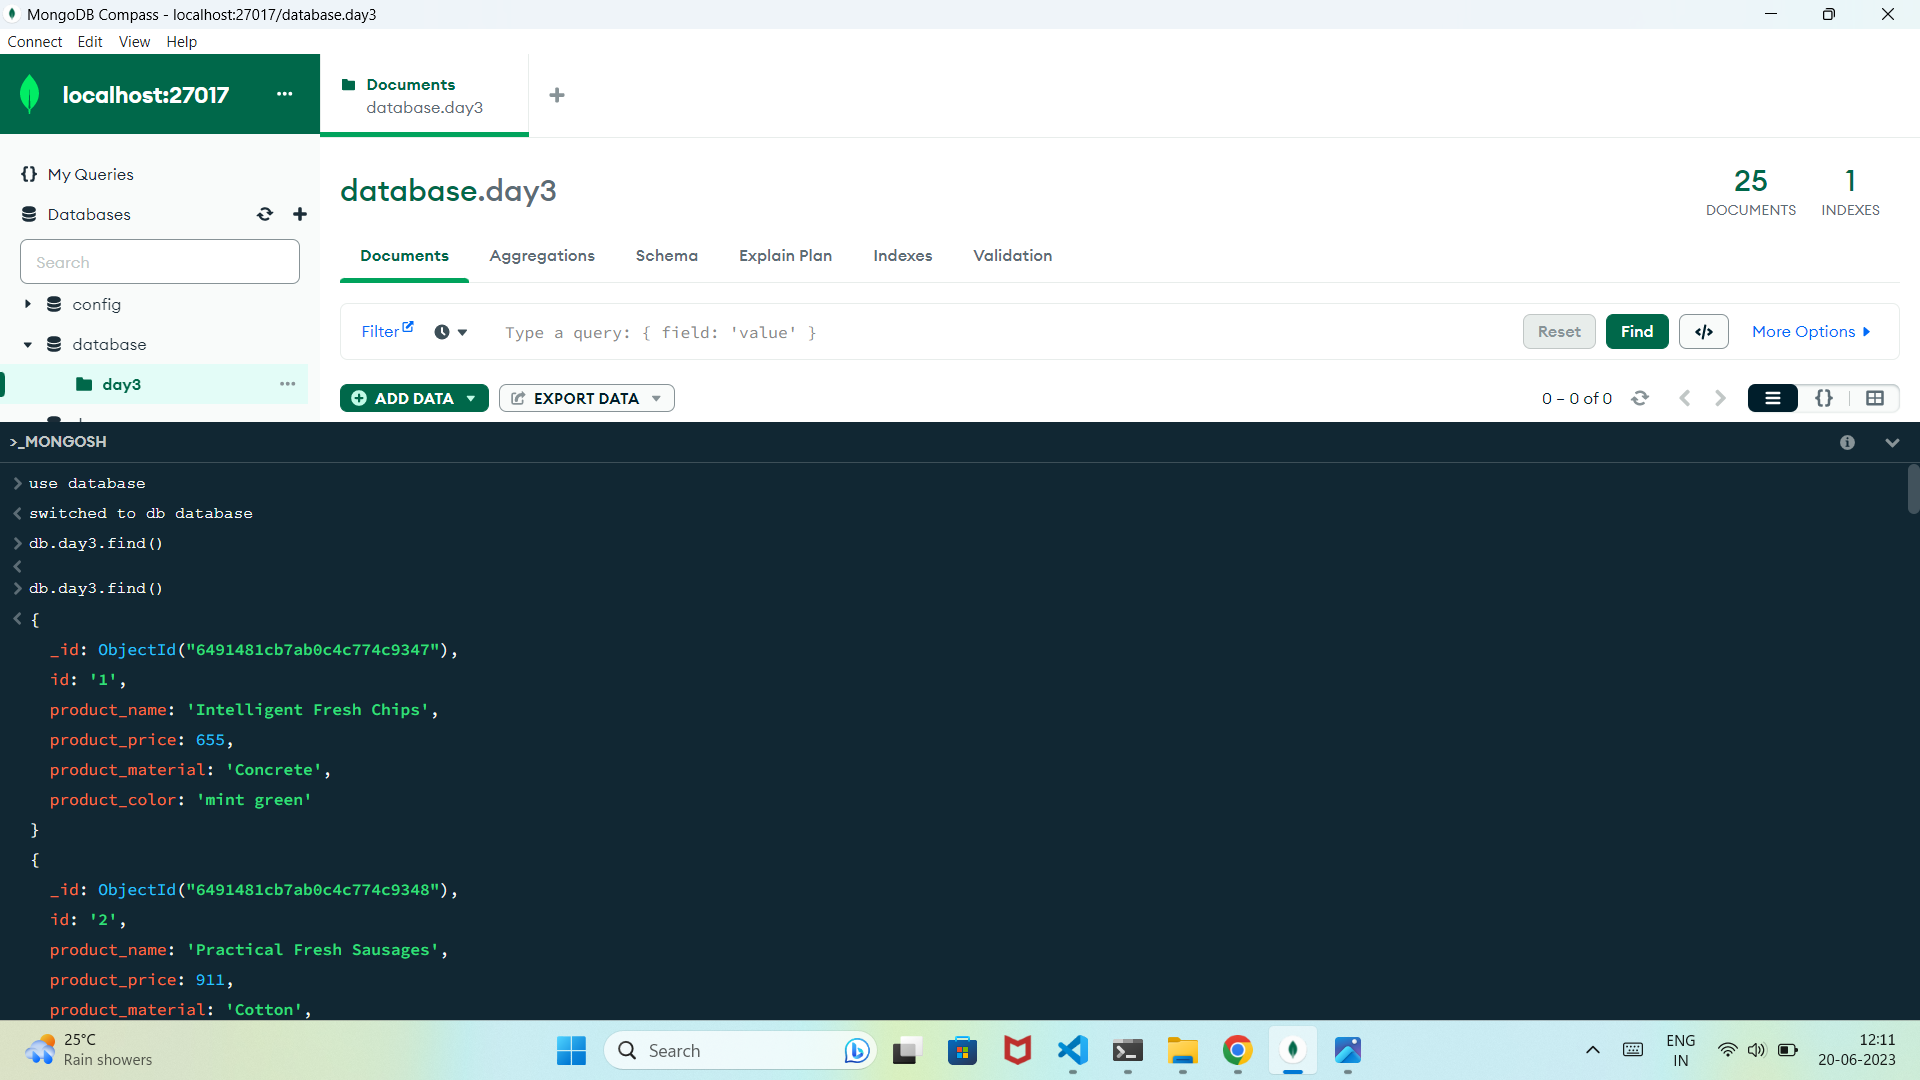 MongoDB Compass - localhost:27017/database.day3
Connect Edit View Help
localhost:27017 ...
Documents
database.day3
My Queries
Databases
Search
config
database
day3
database.day3
25
DOCUMENTS
1
INDEXES
Documents Aggregations Schema Explain Plan Indexes Validation
Filter Type a query: { field: 'value' } Reset Find </> More Options
ADD DATA EXPORT DATA 0 – 0 of 0 {}
>_MONGOSH
> use database
< switched to db database
> db.day3.find()
<
> db.day3.find()
< {
_id: ObjectId("6491481cb7ab0c4c774c9347"),
id: '1',
product_name: 'Intelligent Fresh Chips',
product_price: 655,
product_material: 'Concrete',
product_color: 'mint green'
}
{
_id: ObjectId("6491481cb7ab0c4c774c9348"),
id: '2',
product_name: 'Practical Fresh Sausages',
product_price: 911,
product_material: 'Cotton',
25°C
Rain showers
Search
ENG
IN
12:11
20-06-2023